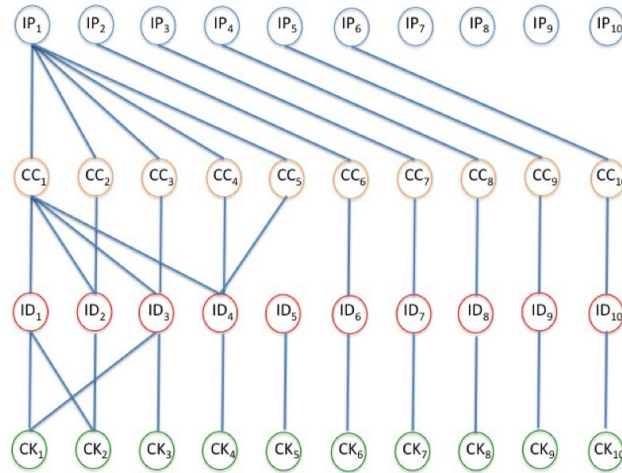 IP₁ IP₂ IP₃ IP₄ IP₅ IP₆ IP₇ IP₈ IP₉ IP₁₀
CC₁ CC₂ CC₃ CC₄ CC₅ CC₆ CC₇ CC₈ CC₉ CC₁₀
ID₁ ID₂ ID₃ ID₄ ID₅ ID₆ ID₇ ID₈ ID₉ ID₁₀
CK₁ CK₂ CK₃ CK₄ CK₅ CK₆ CK₇ CK₈ CK₉ CK₁₀